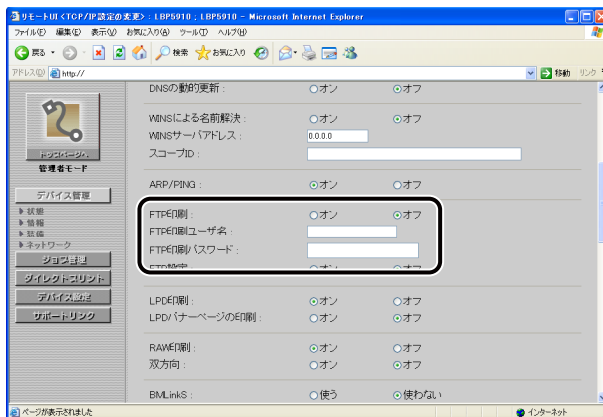 リモートUI <TCP/IP設定の変更> : LBP5910 ; LBP5910 - Microsoft Internet Explorer
ファイル(F) 編集(E) 表示(V) お気に入り(A) ツール(T) ヘルプ(H)
戻る 検索 お気に入り
アドレス(D) http:// 移動 リンク
トップページへ
管理者モード
デバイス管理
状態
情報
装備
ネットワーク
ジョブ管理
ダイレクトプリント
デバイス設定
サポートリンク
DNSの動的更新 : オン オフ
WINSによる名前解決 : オン オフ
WINSサーバアドレス : 0.0.0.0
スコープID :
ARP/PING : オン オフ
FTP印刷 : オン オフ
FTP印刷ユーザ名 :
FTP印刷パスワード :
FTP設定 オン オフ
LPD印刷 : オン オフ
LPDバナーページの印刷 : オン オフ
RAW印刷 : オン オフ
双方向 : オン オフ
BMLinkS : 使う 使わない
ページが表示されました インターネット